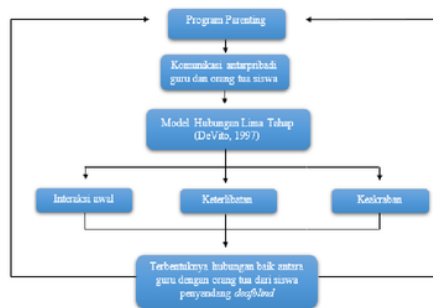 Program Parenting
Komunikasi antarpribadi
guru dan orang tua siswa
Model Hubungan Lima Tahap
(DeVito, 1997)
Interaksi awal
Keterlibatan
Keakraban
Terbentuknya hubungan baik antara
guru dengan orang tua dari siswa
penyandang deafblind